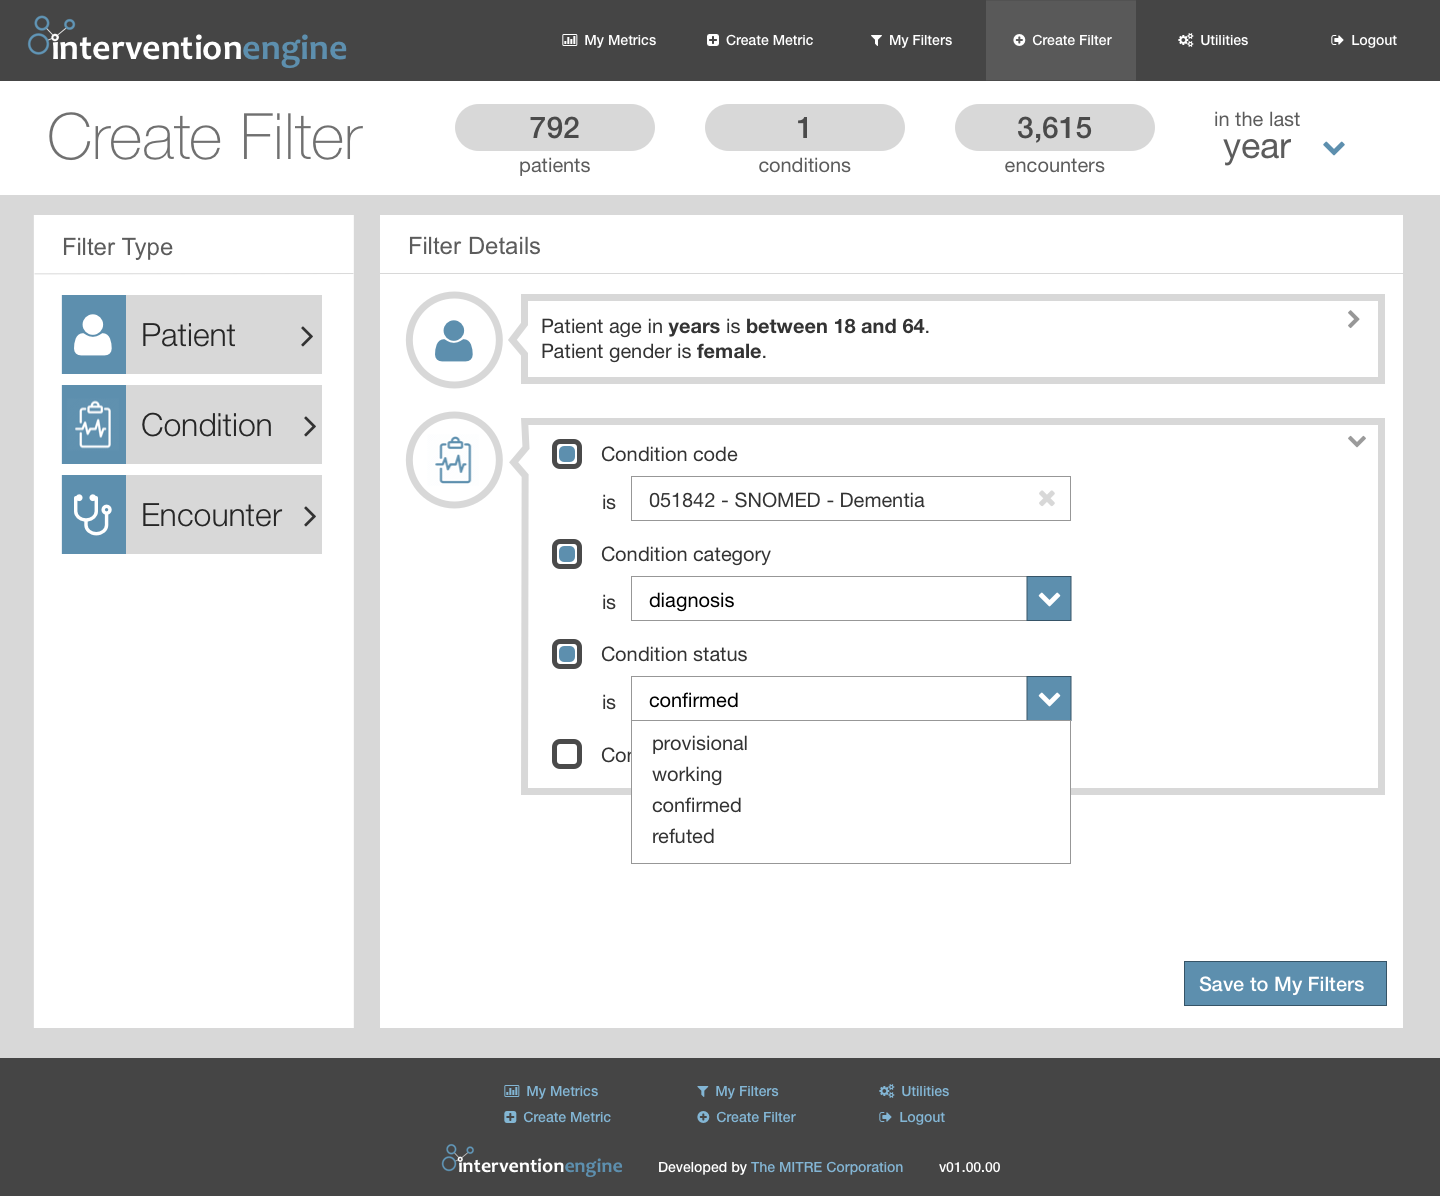 interventionengine
My Metrics
Create Metric
My Filters
Create Filter
Utilities
Logout
Create Filter
792
patients
1
conditions
3,615
encounters
in the last
year
Filter Type
Patient
Condition
Encounter
Filter Details
Patient age in years is between 18 and 64.
Patient gender is female.
Condition code
is 051842 - SNOMED - Dementia
Condition category
is diagnosis
Condition status
is confirmed
provisional
working
confirmed
refuted
Save to My Filters
My Metrics
My Filters
Utilities
Create Metric
Create Filter
Logout
interventionengine
Developed by The MITRE Corporation
v01.00.00